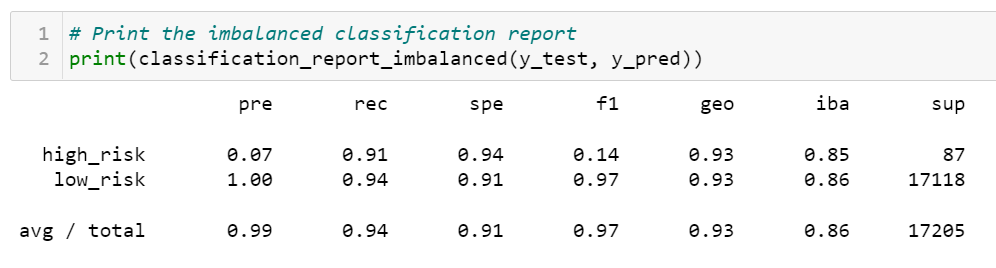 1 # Print the imbalanced classification report
2 print(classification_report_imbalanced(y_test, y_pred))
pre rec spe f1 geo iba sup
high_risk 0.07 0.91 0.94 0.14 0.93 0.85 87
low_risk 1.00 0.94 0.91 0.97 0.93 0.86 17118
avg / total 0.99 0.94 0.91 0.97 0.93 0.86 17205